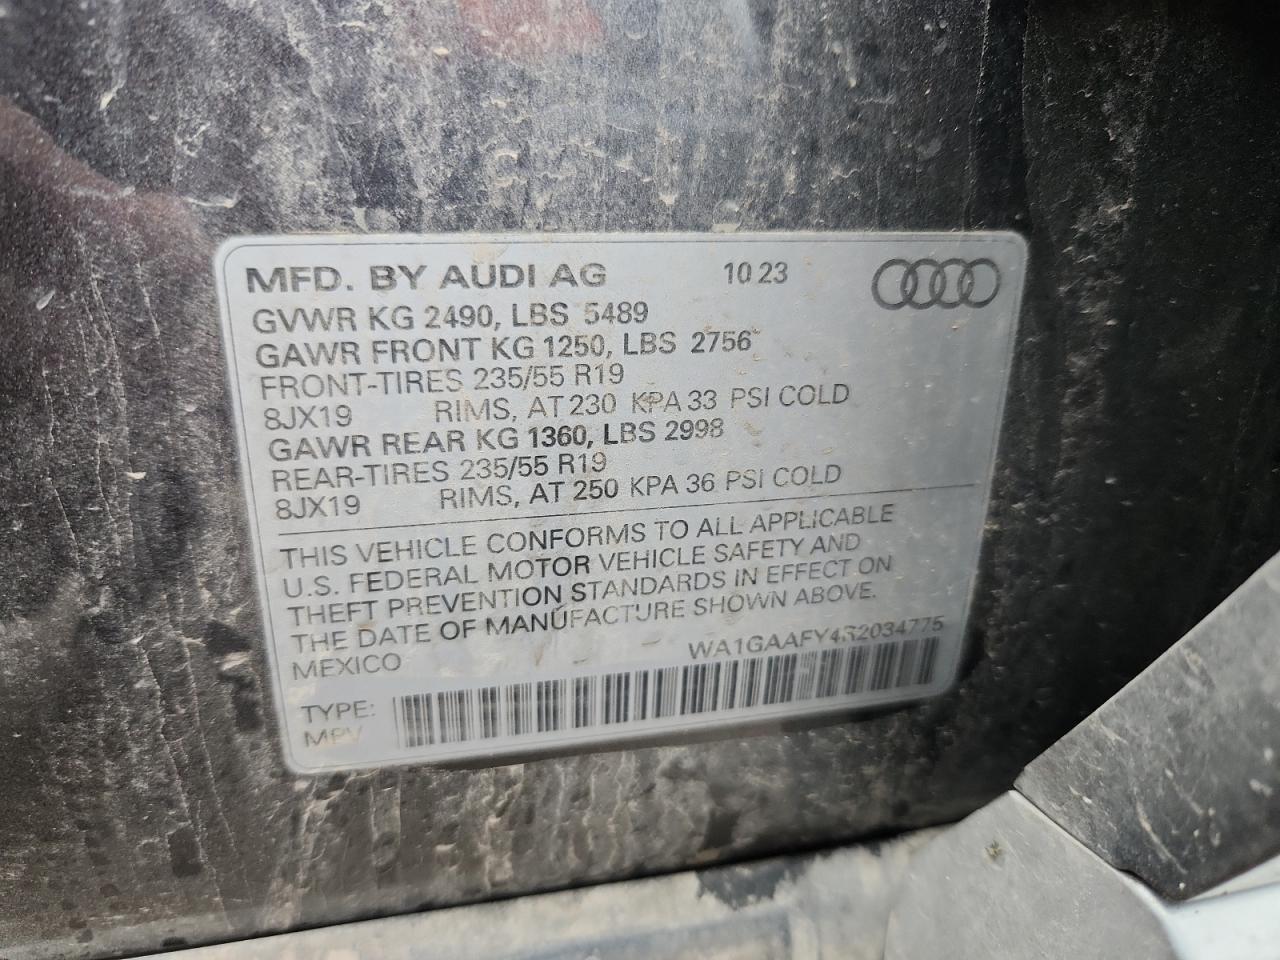 MFD. BY AUDI AG 10 23
GVWR KG 2490, LBS 5489
GAWR FRONT KG 1250, LBS 2756
FRONT-TIRES 235/55 R19
8JX19 RIMS, AT 230 KPA 33 PSI COLD
GAWR REAR KG 1360, LBS 2998
REAR-TIRES 235/55 R19
8JX19 RIMS, AT 250 KPA 36 PSI COLD
THIS VEHICLE CONFORMS TO ALL APPLICABLE
U.S. FEDERAL MOTOR VEHICLE SAFETY AND
THEFT PREVENTION STANDARDS IN EFFECT ON
THE DATE OF MANUFACTURE SHOWN ABOVE.
MEXICO WA1GAAFY4R2034775
TYPE:
MPV